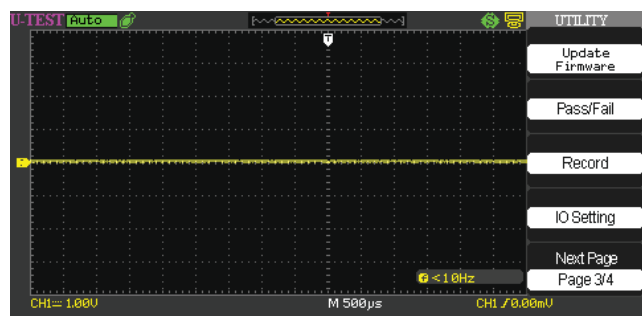 U-TEST Auto UTILITY
T
Update
Firmware
Pass/Fail
Record
IO Setting
Next Page
Page 3/4
f <10Hz
CH1 1.00V M 500µs CH1 / 0.00mV